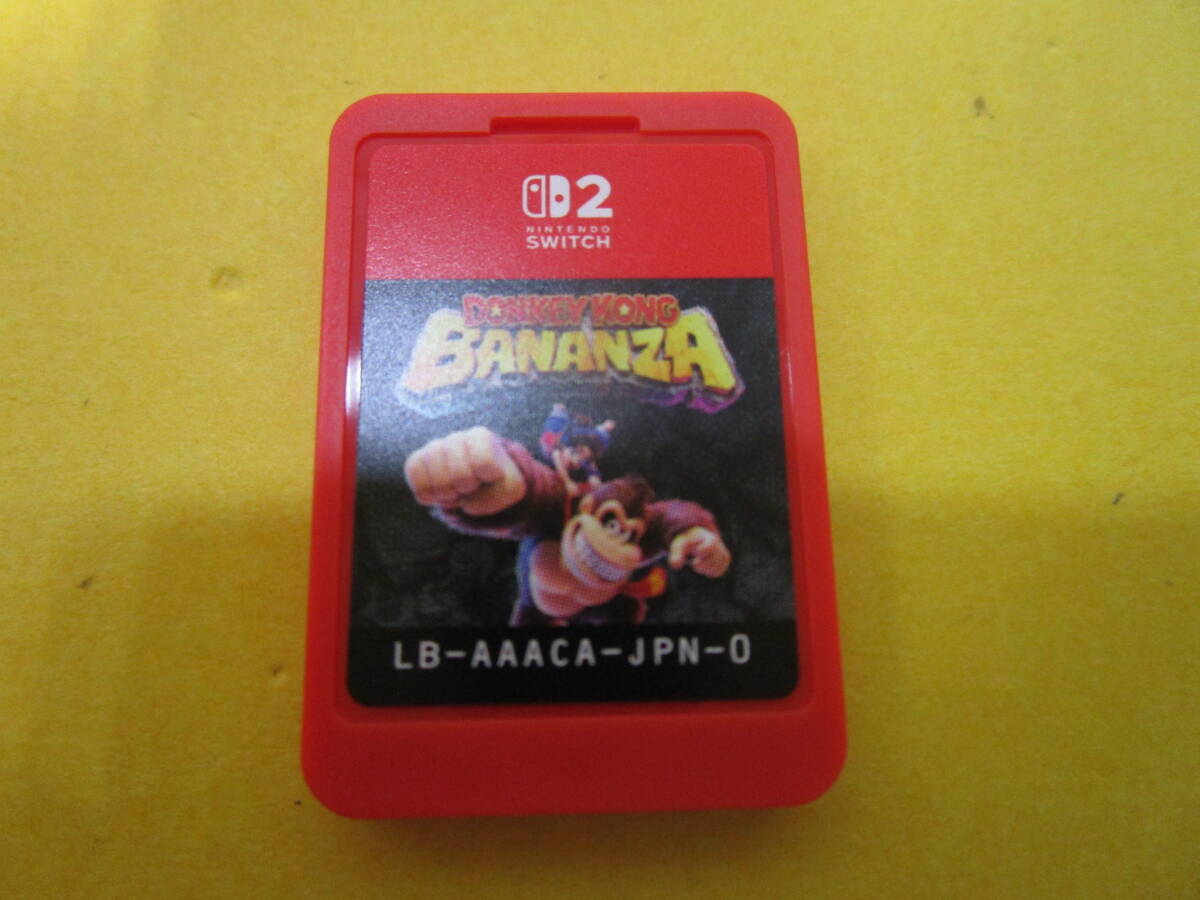 2
NINTENDO
SWITCH
DONKEY KONG
BANANZA
LB-AAACA-JPN-0